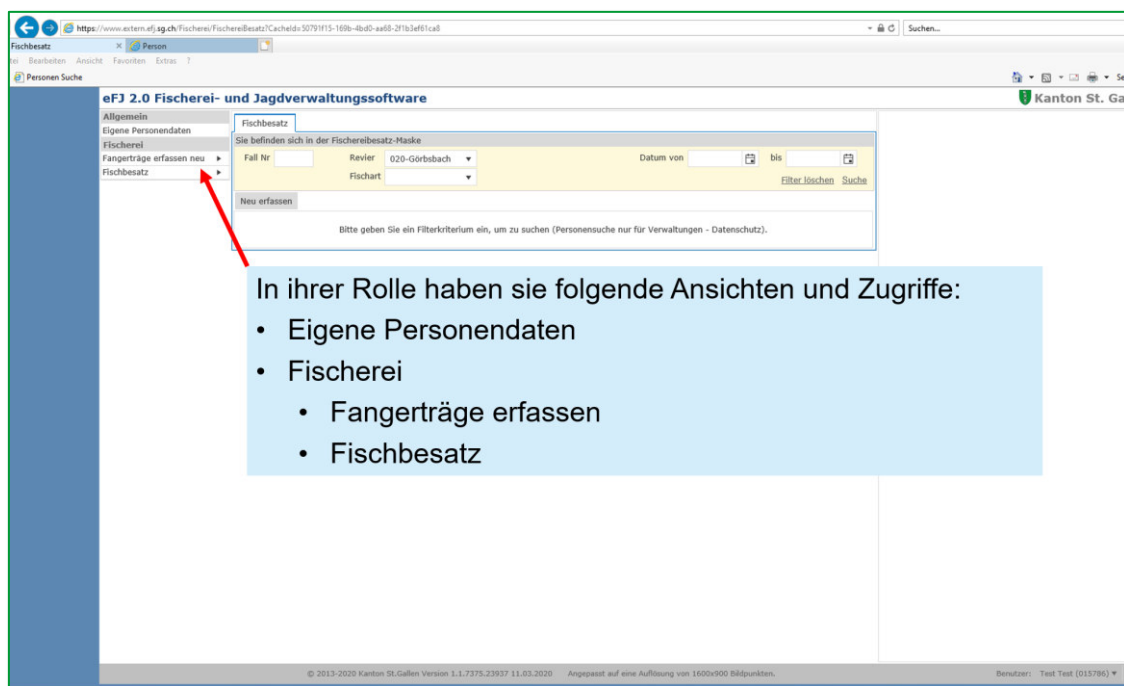 https://www.extern.efj.sg.ch/Fischerei/FischereiBesatz?CacheId=50791f15-169b-4bd0-aa68-2f1b3ef61ca8
Suchen...
Fischbesatz
Person
tei Bearbeiten Ansicht Favoriten Extras ?
Personen Suche
Se
eFJ 2.0 Fischerei- und Jagdverwaltungssoftware
Kanton St. Ga
Allgemein
Eigene Personendaten
Fischerei
Fangerträge erfassen neu
Fischbesatz
Fischbesatz
Sie befinden sich in der Fischereibesatz-Maske
Fall Nr Revier 020-Görbsbach Datum von bis
Fischart
Filter löschen Suche
Neu erfassen
Bitte geben Sie ein Filterkriterium ein, um zu suchen (Personensuche nur für Verwaltungen - Datenschutz).
In ihrer Rolle haben sie folgende Ansichten und Zugriffe:
• Eigene Personendaten
• Fischerei
• Fangerträge erfassen
• Fischbesatz
© 2013-2020 Kanton St.Gallen Version 1.1.7375.23937 11.03.2020 Angepasst auf eine Auflösung von 1600x900 Bildpunkten.
Benutzer: Test Test (015786)